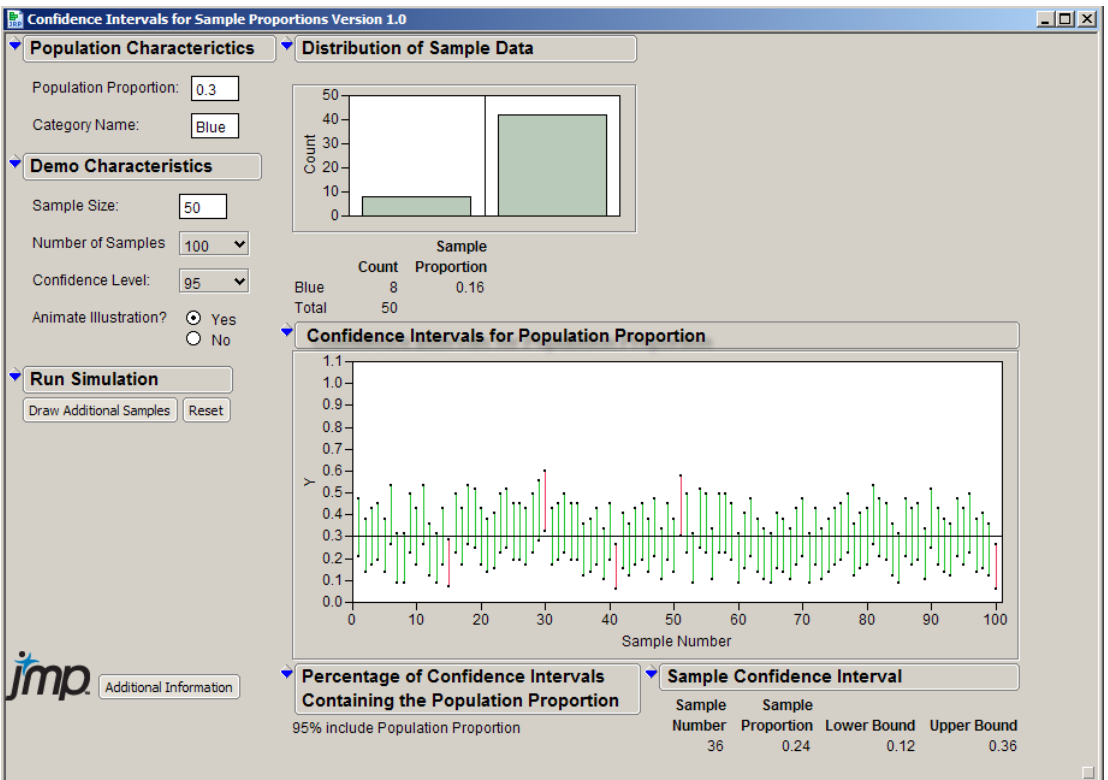 Confidence Intervals for Sample Proportions Version 1.0
Population Characterictics
Population Proportion: 0.3
Category Name: Blue
Demo Characteristics
Sample Size: 50
Number of Samples 100
Confidence Level: 95
Animate Illustration? Yes
No
Run Simulation
Draw Additional Samples Reset
jmp Additional Information
Distribution of Sample Data
50
40
30
20
10
0
Count
Sample
Count Proportion
Blue 8 0.16
Total 50
Confidence Intervals for Population Proportion
1.1
1.0
0.9
0.8
0.7
0.6
0.5
0.4
0.3
0.2
0.1
0.0
Y
0 10 20 30 40 50 60 70 80 90 100
Sample Number
Percentage of Confidence Intervals
Containing the Population Proportion
95% include Population Proportion
Sample Confidence Interval
Sample Sample
Number Proportion Lower Bound Upper Bound
36 0.24 0.12 0.36